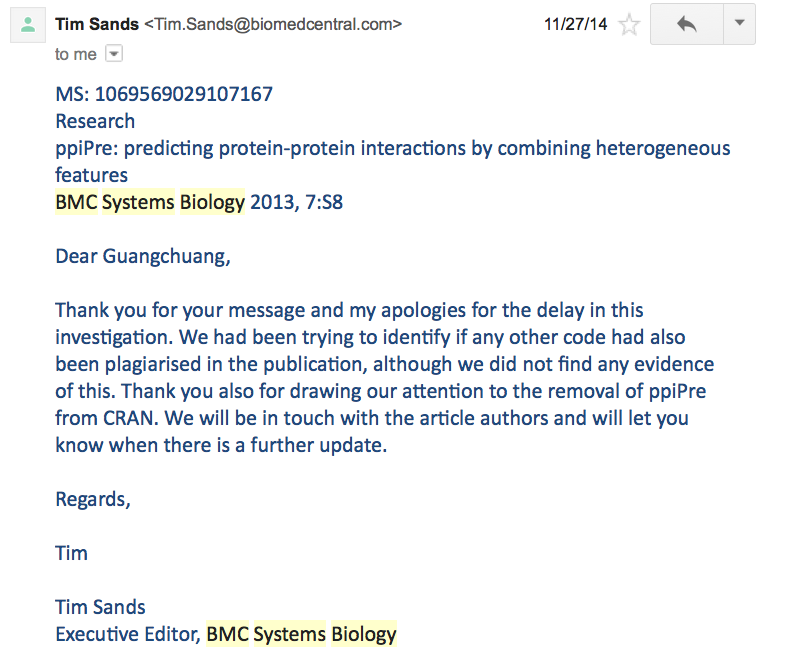 Tim Sands <Tim.Sands@biomedcentral.com> 11/27/14
to me
MS: 1069569029107167
Research
ppiPre: predicting protein-protein interactions by combining heterogeneous
features
BMC Systems Biology 2013, 7:S8
Dear Guangchuang,
Thank you for your message and my apologies for the delay in this
investigation. We had been trying to identify if any other code had also
been plagiarised in the publication, although we did not find any evidence
of this. Thank you also for drawing our attention to the removal of ppiPre
from CRAN. We will be in touch with the article authors and will let you
know when there is a further update.
Regards,
Tim
Tim Sands
Executive Editor, BMC Systems Biology